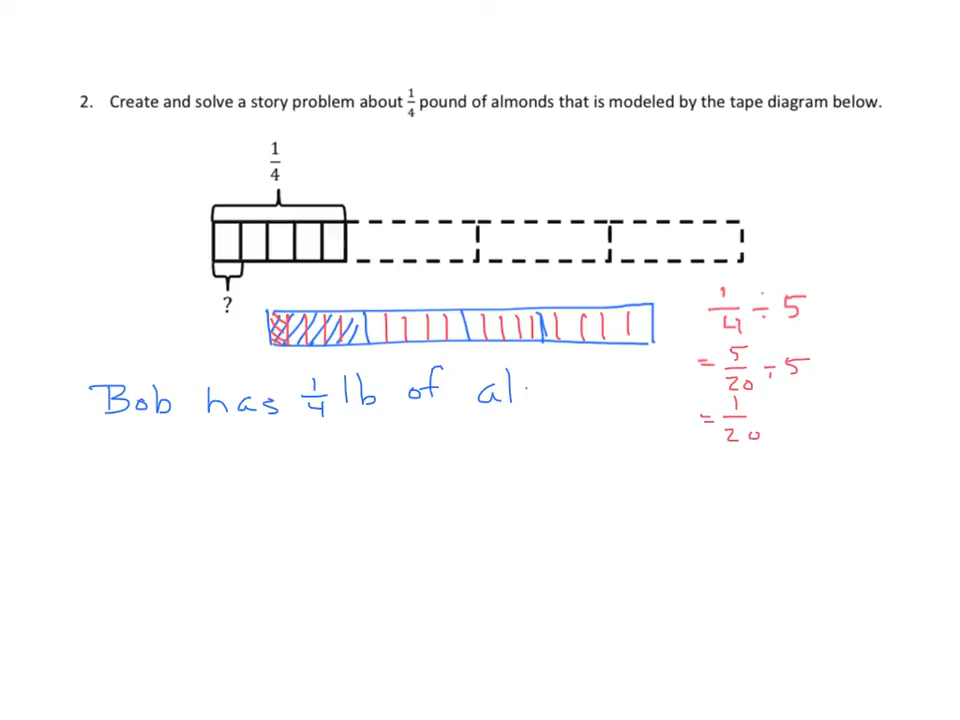 2. Create and solve a story problem about 1/4 pound of almonds that is modeled by the tape diagram below.
1/4
?
1/4 ÷ 5
= 5/20 ÷ 5
= 1/20
Bob has 1/4 lb of al